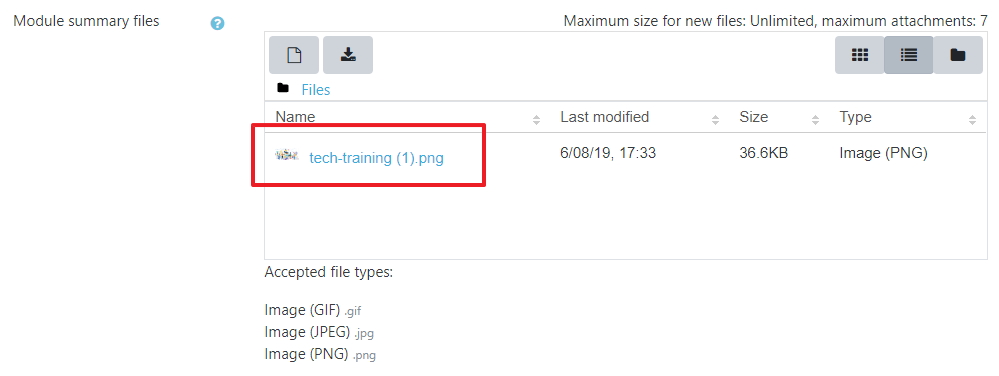 Module summary files
Maximum size for new files: Unlimited, maximum attachments: 7
Files
Name Last modified Size Type
tech-training (1).png 6/08/19, 17:33 36.6KB Image (PNG)
Accepted file types:
Image (GIF) .gif
Image (JPEG) .jpg
Image (PNG) .png